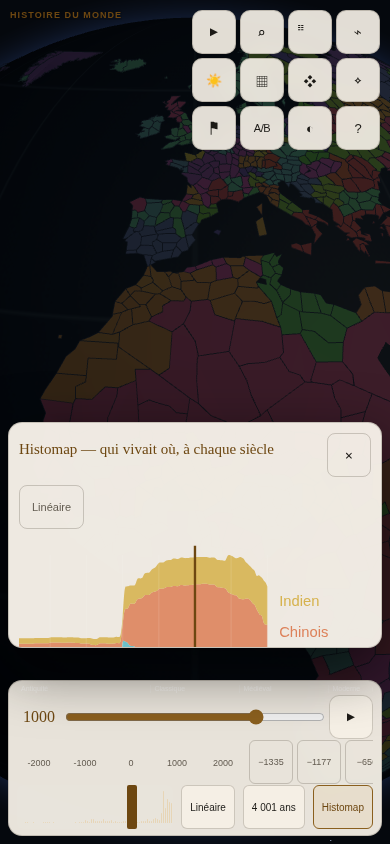 HISTOIRE DU MONDE
A/B
?
Histomap — qui vivait où, à chaque siècle
×
Linéaire
Indien
Chinois
1000
-2000 -1000 0 1000 2000 −1335 −1177 −65
Linéaire 4 001 ans Histomap